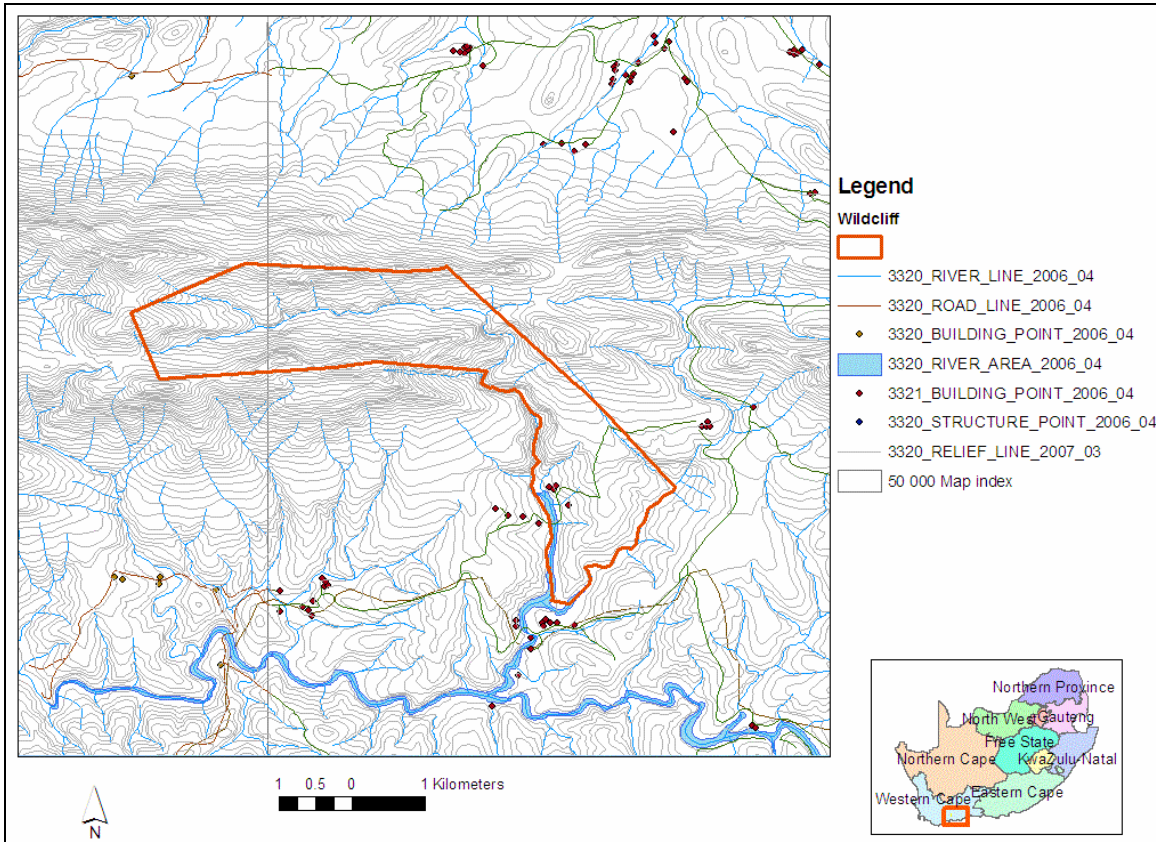 Legend
Wildcliff
3320_RIVER_LINE_2006_04
3320_ROAD_LINE_2006_04
3320_BUILDING_POINT_2006_04
3320_RIVER_AREA_2006_04
3321_BUILDING_POINT_2006_04
3320_STRUCTURE_POINT_2006_04
3320_RELIEF_LINE_2007_03
50 000 Map index
Northern Province
North West
Gauteng
Free State
Northern Cape
KwaZulu-Natal
Western Cape
Eastern Cape
1 0.5 0 1 Kilometers
N